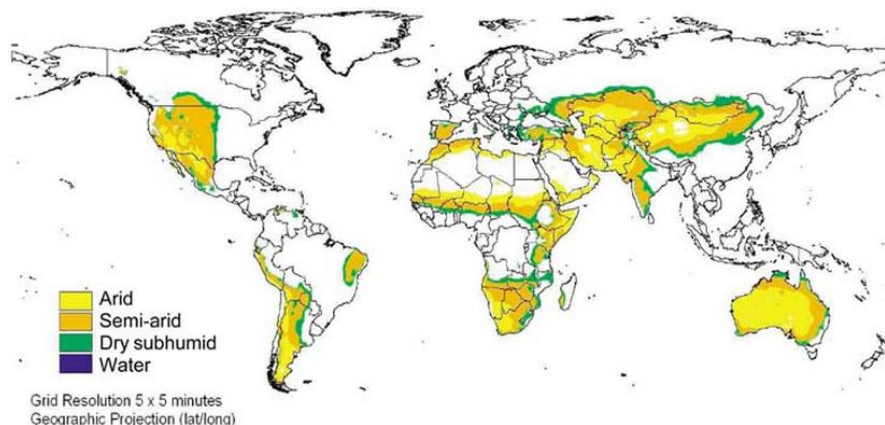 Arid
Semi-arid
Dry subhumid
Water
Grid Resolution 5 x 5 minutes
Geographic Projection (lat/long)